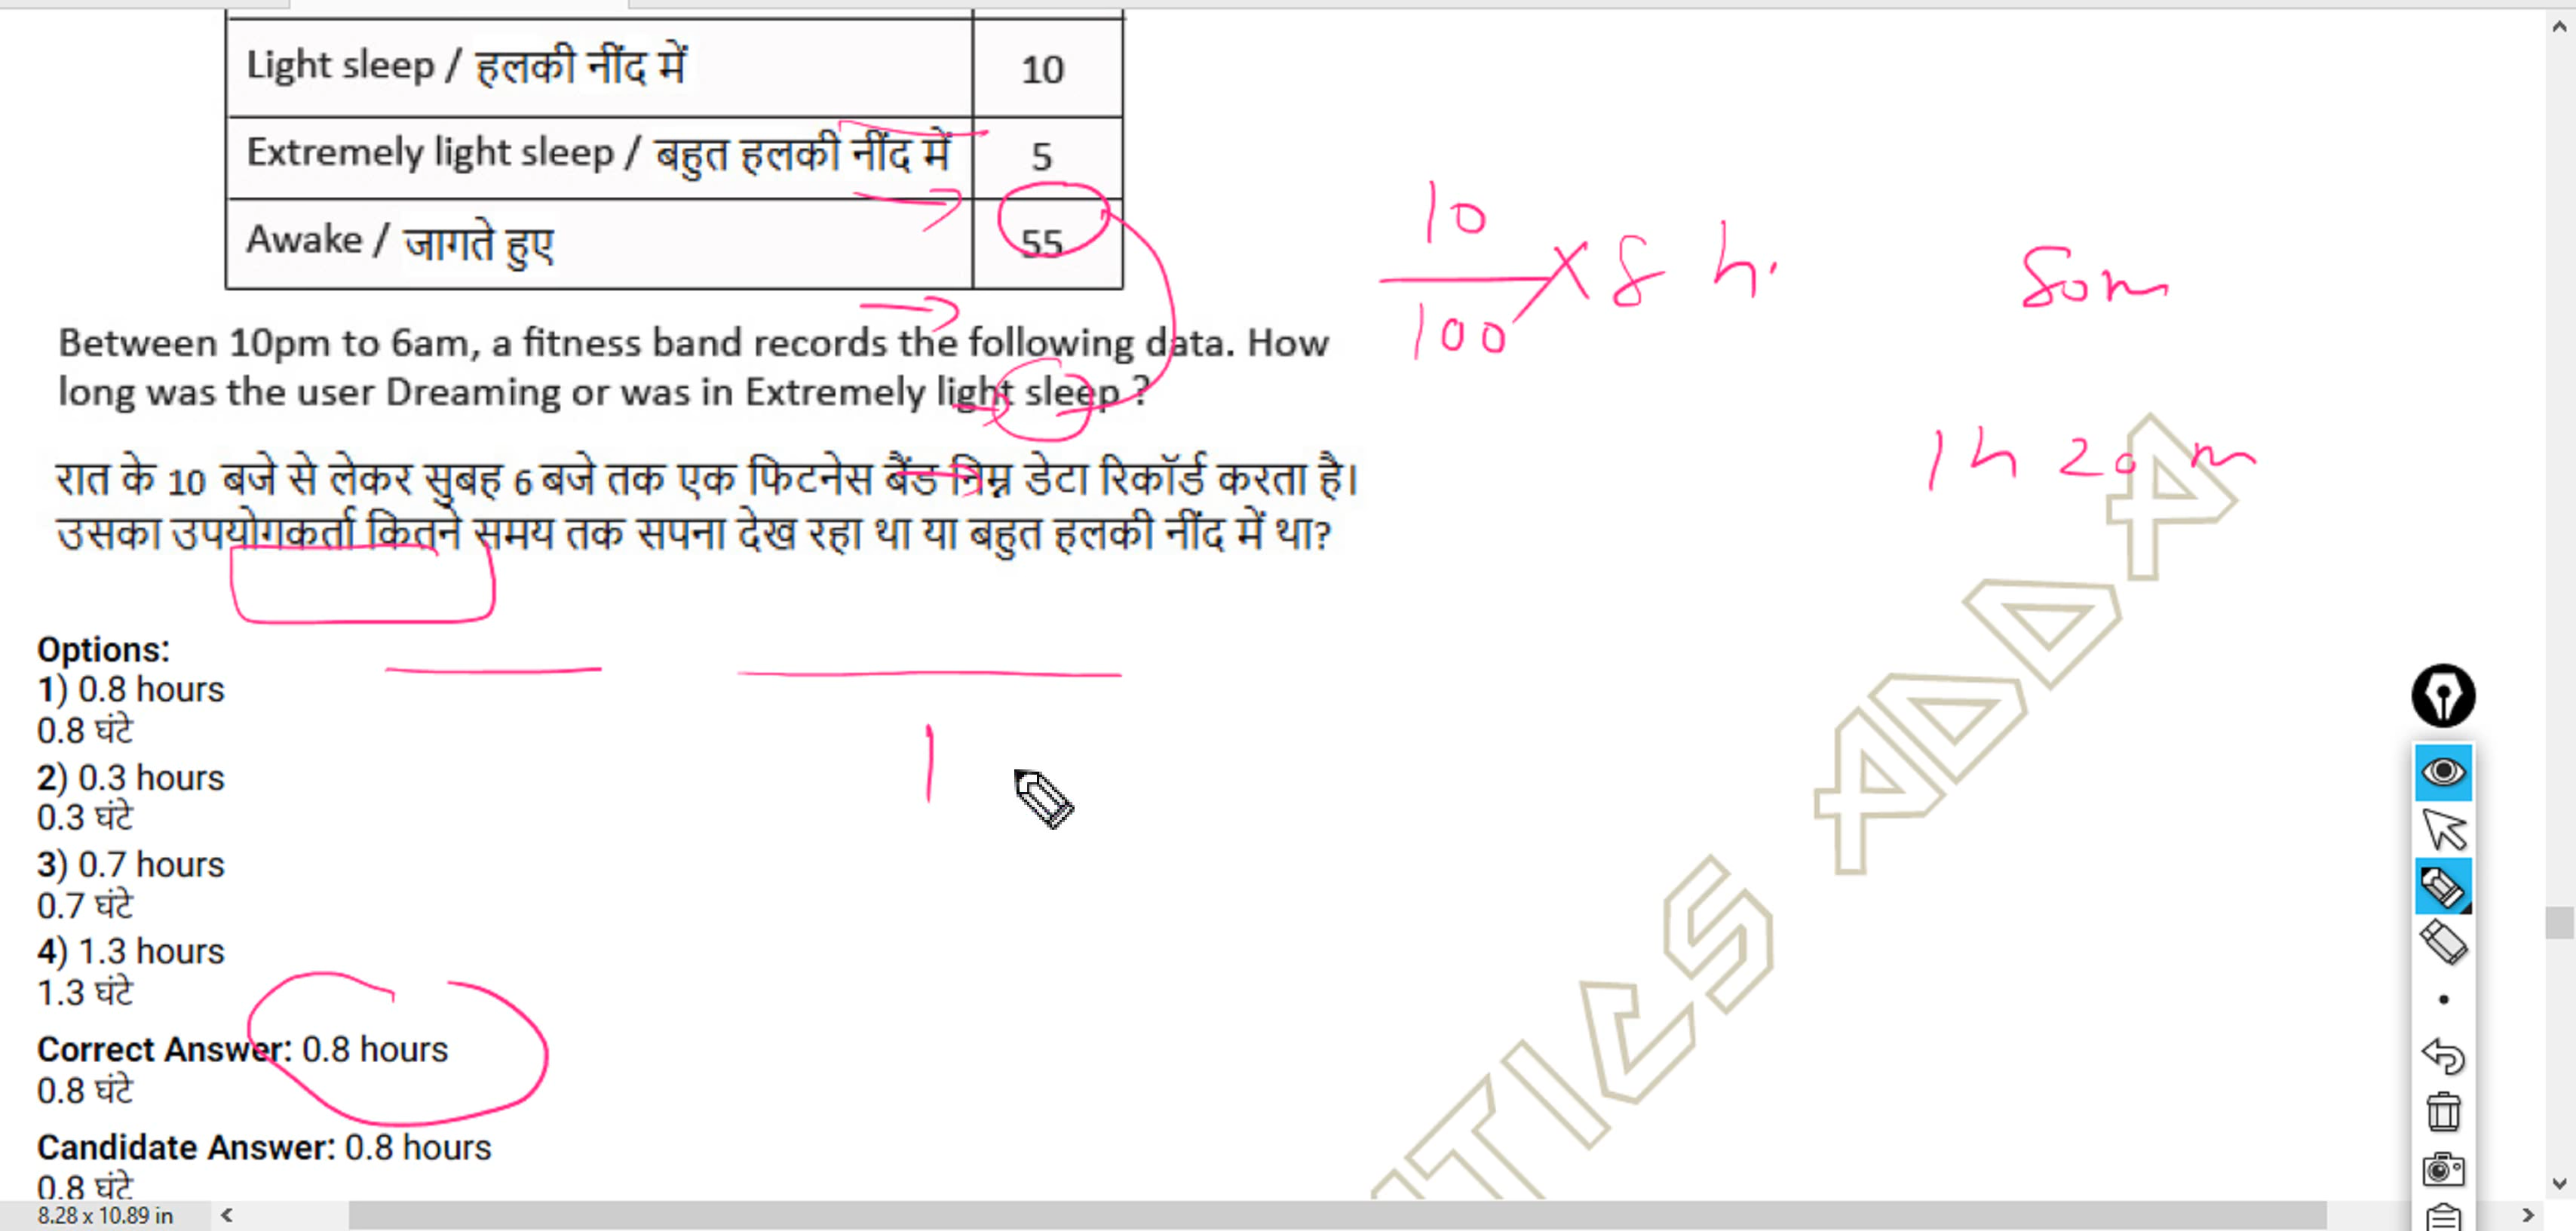 Light sleep / हलकी नींद में 10
Extremely light sleep / बहुत हलकी नींद में 5
Awake / जागते हुए 55
10
100
× 8 h.
80m
1h 20 m
Between 10pm to 6am, a fitness band records the following data. How
long was the user Dreaming or was in Extremely light sleep ?
रात के 10 बजे से लेकर सुबह 6 बजे तक एक फिटनेस बैंड निम्न डेटा रिकॉर्ड करता है।
उसका उपयोगकर्ता कितने समय तक सपना देख रहा था या बहुत हलकी नींद में था?
Options:
1) 0.8 hours
0.8 घंटे
2) 0.3 hours
0.3 घंटे
3) 0.7 hours
0.7 घंटे
4) 1.3 hours
1.3 घंटे
1
Correct Answer: 0.8 hours
0.8 घंटे
Candidate Answer: 0.8 hours
0.8 घंटे
TICS ADDA
8.28 x 10.89 in